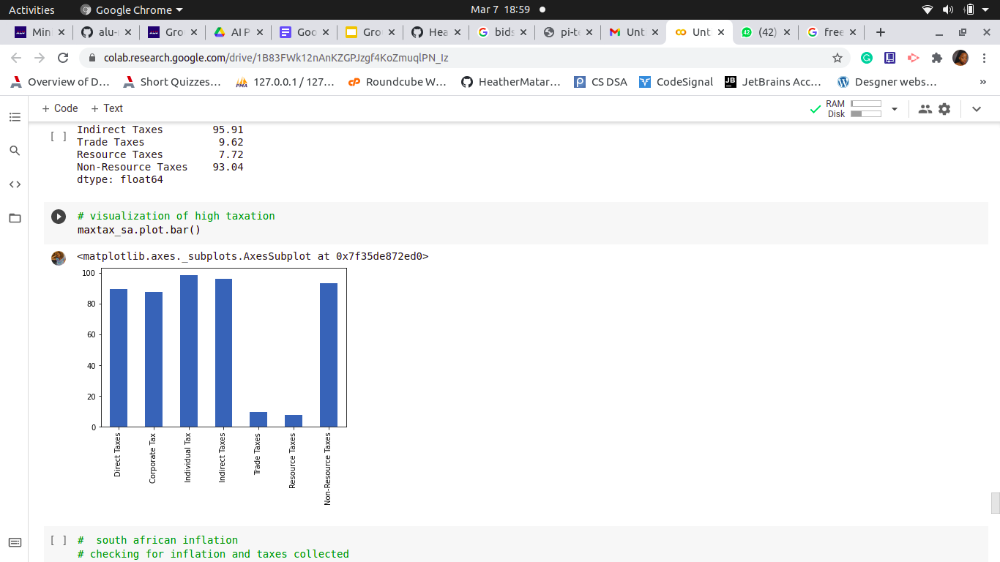 Activities
Google Chrome
Mar 7 18:59
Min
alu-
Gro
AI P
Goo
Gro
Hea
bids
pi-te
Unt
Unt
42
(42)
free
colab.research.google.com/drive/1B83FWk12nAnKZGPJzgf4KoZmuqlPN_Iz
Overview of D...
Short Quizzes...
PMA
127.0.0.1 / 127...
cP
Roundcube W...
HeatherMatar...
CS DSA
CodeSignal
JB
JetBrains Acc...
Desgner webs...
»
+ Code
+ Text
RAM
Disk
[ ]
Indirect Taxes 95.91
Trade Taxes 9.62
Resource Taxes 7.72
Non-Resource Taxes 93.04
dtype: float64
# visualization of high taxation
maxtax_sa.plot.bar()
<matplotlib.axes._subplots.AxesSubplot at 0x7f35de872ed0>
100
80
60
40
20
0
Direct Taxes
Corporate Tax
Individual Tax
Indirect Taxes
Trade Taxes
Resource Taxes
Non-Resource Taxes
[ ]
# south african inflation
# checking for inflation and taxes collected